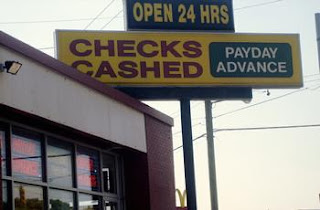 OPEN 24 HRS
CHECKS
CASHED
PAYDAY
ADVANCE